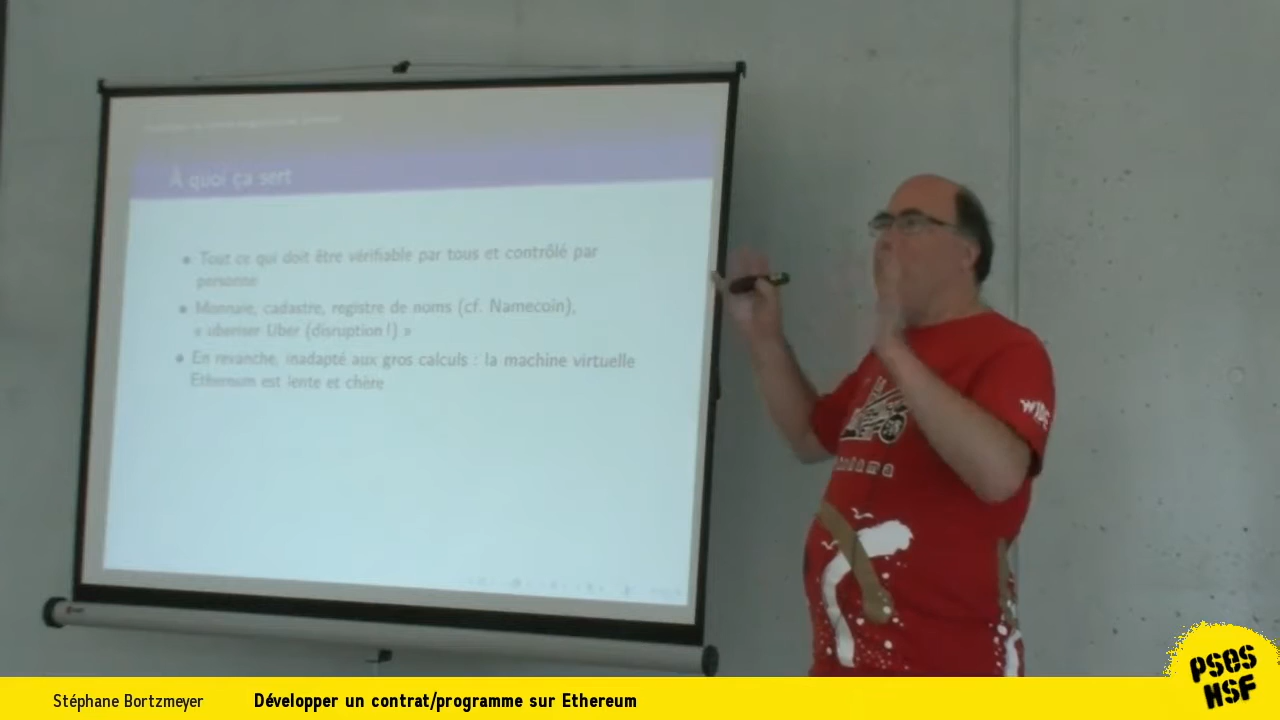 À quoi ça sert
Tout ce qui doit être vérifiable par tous et contrôlé par
personne
Monnaie, cadastre, registre de noms (cf. Namecoin),
« uberiser Uber (disruption !) »
En revanche, inadapté aux gros calculs : la machine virtuelle
Ethereum est lente et chère
WIDE
Stéphane Bortzmeyer
Développer un contrat/programme sur Ethereum
PSES
HSF